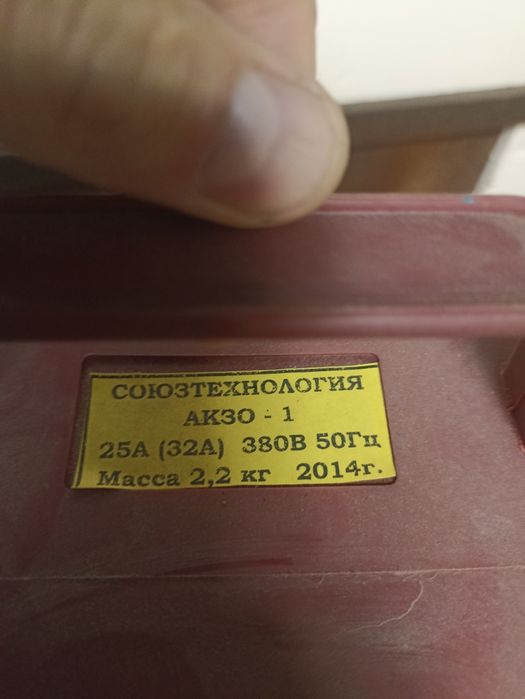 СОЮЗТЕХНОЛОГИЯ
АКЗО - 1
25А (32А) 380В 50Гц
Масса 2,2 кг 2014г.